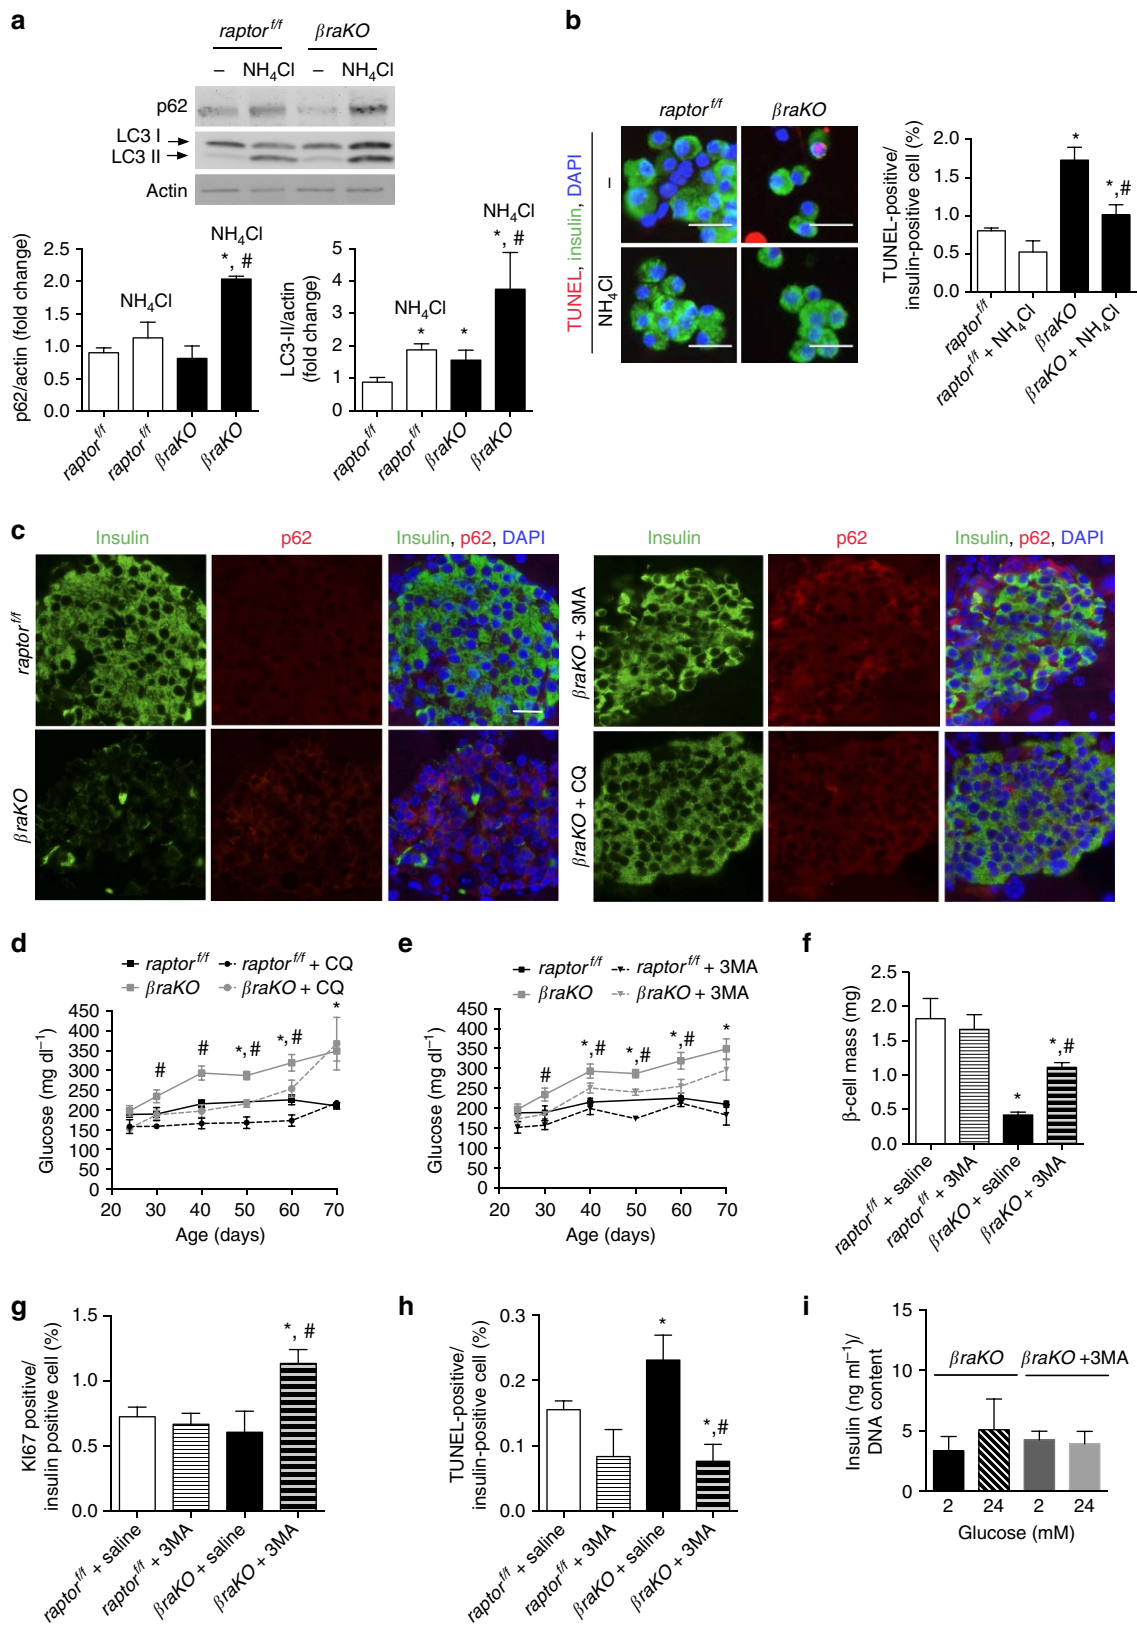 a
raptor f/f βraKO
– NH4Cl – NH4Cl
p62
LC3 I
LC3 II
Actin
p62/actin (fold change)
2.5
2.0
1.5
1.0
0.5
0.0
NH4Cl
NH4Cl
*, #
raptor f/f
raptor f/f
βraKO
βraKO
LC3-II/actin
(fold change)
5
4
3
2
1
0
NH4Cl
*
*
NH4Cl
*, #
raptor f/f
raptor f/f
βraKO
βraKO
b
raptor f/f βraKO
TUNEL, insulin, DAPI
–
NH4Cl
TUNEL-positive/
insulin-positive cell (%)
2.0
1.5
1.0
0.5
0.0
*
*,#
raptor f/f
raptor f/f + NH4Cl
βraKO
βraKO + NH4Cl
c
Insulin p62 Insulin, p62, DAPI
raptor f/f
βraKO
Insulin p62 Insulin, p62, DAPI
βraKO + 3MA
βraKO + CQ
d
raptor f/f raptor f/f + CQ
βraKO βraKO + CQ
Glucose (mg dl−1)
450
400
350
300
250
200
150
100
50
0
# # *,# *,# *
20 30 40 50 60 70
Age (days)
e
raptor f/f raptor f/f + 3MA
βraKO βraKO + 3MA
Glucose (mg dl−1)
450
400
350
300
250
200
150
100
50
0
# *,# *,# *,# *
20 30 40 50 60 70
Age (days)
f
β-cell mass (mg)
2.5
2.0
1.5
1.0
0.5
0.0
*
*,#
raptor f/f + saline
raptor f/f + 3MA
βraKO + saline
βraKO + 3MA
g
KI67 positive/
insulin positive cell (%)
1.5
1.0
0.5
0.0
*, #
raptor f/f + saline
raptor f/f + 3MA
βraKO + saline
βraKO + 3MA
h
TUNEL-positive/
insulin-positive cell (%)
0.3
0.2
0.1
0.0
*
*,#
raptor f/f + saline
raptor f/f + 3MA
βraKO + saline
βraKO + 3MA
i
Insulin (ng ml−1)/
DNA content
15
10
5
0
βraKO βraKO +3MA
2 24 2 24
Glucose (mM)